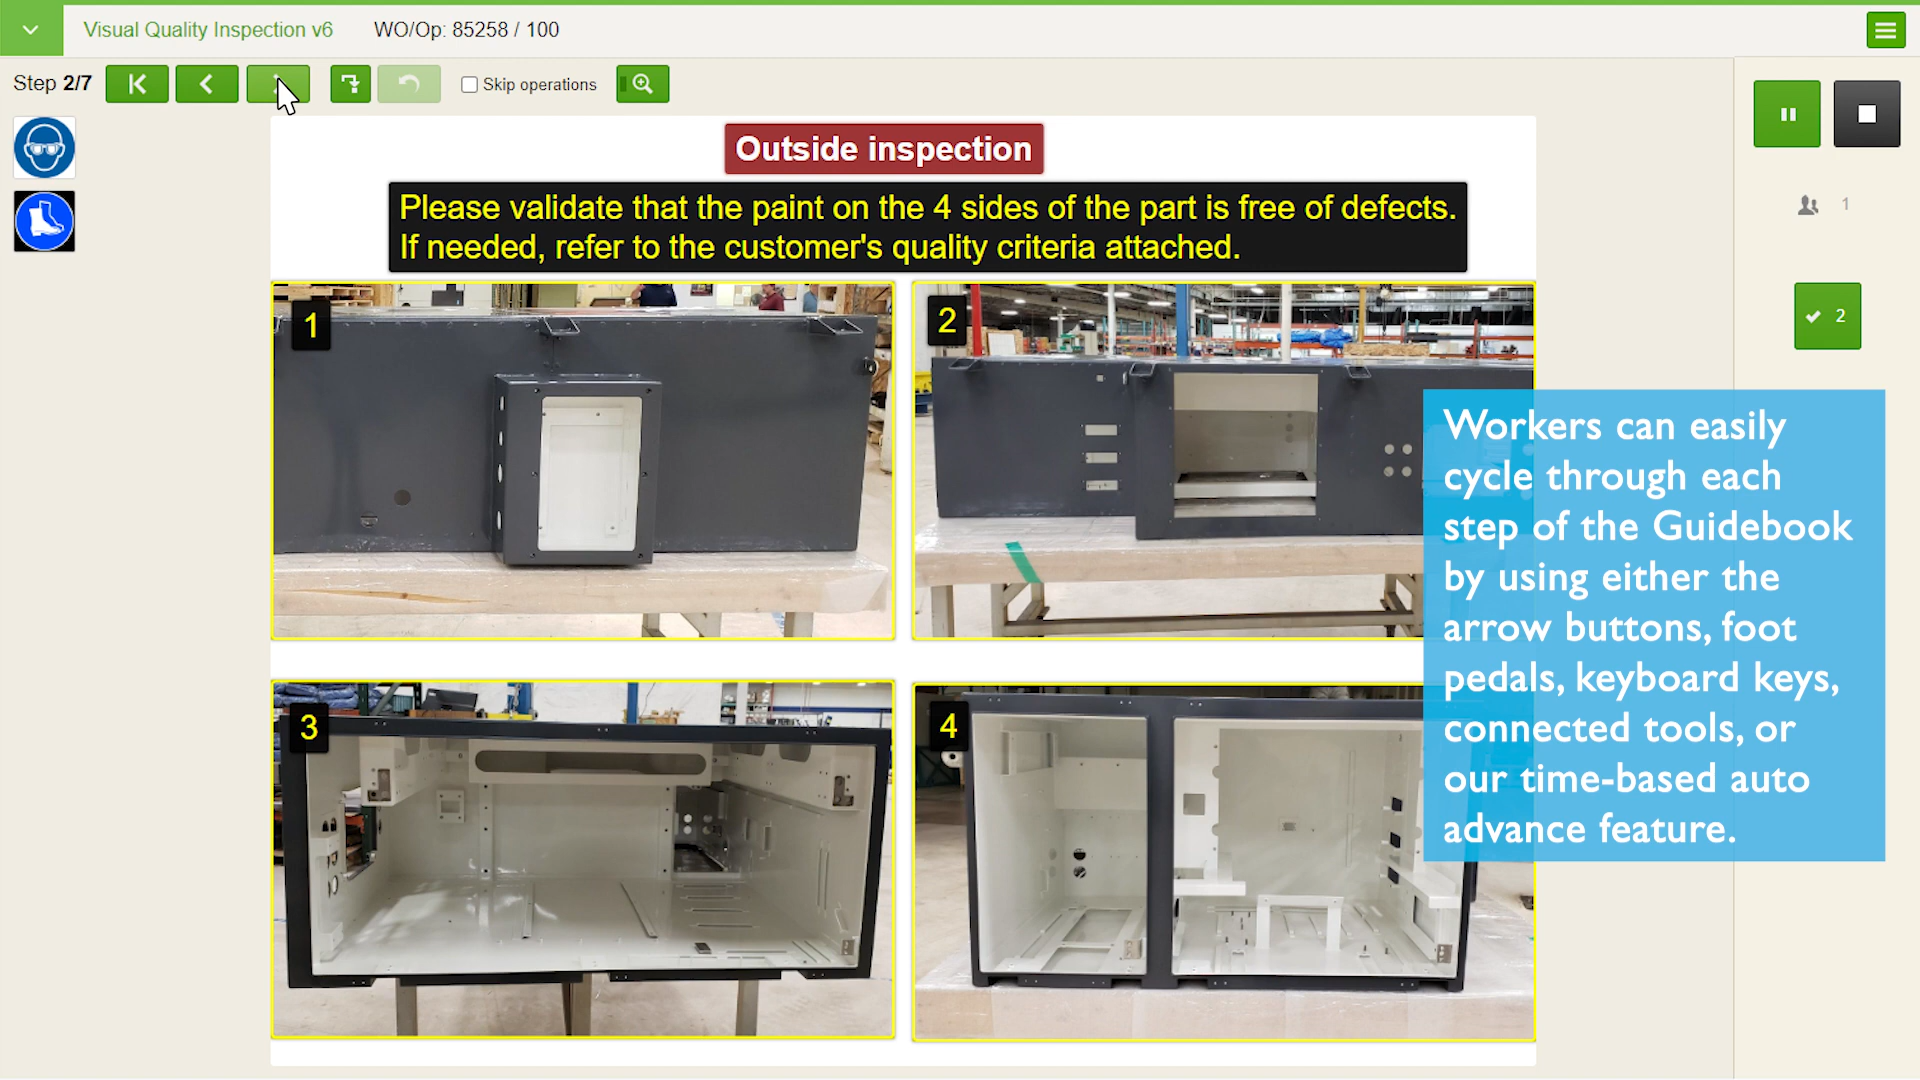 Visual Quality Inspection v6
WO/Op: 85258 / 100
Step 2/7
Skip operations
1
2
Outside inspection
Please validate that the paint on the 4 sides of the part is free of defects.
If needed, refer to the customer's quality criteria attached.
1
2
3
4
Workers can easily
cycle through each
step of the Guidebook
by using either the
arrow buttons, foot
pedals, keyboard keys,
connected tools, or
our time-based auto
advance feature.